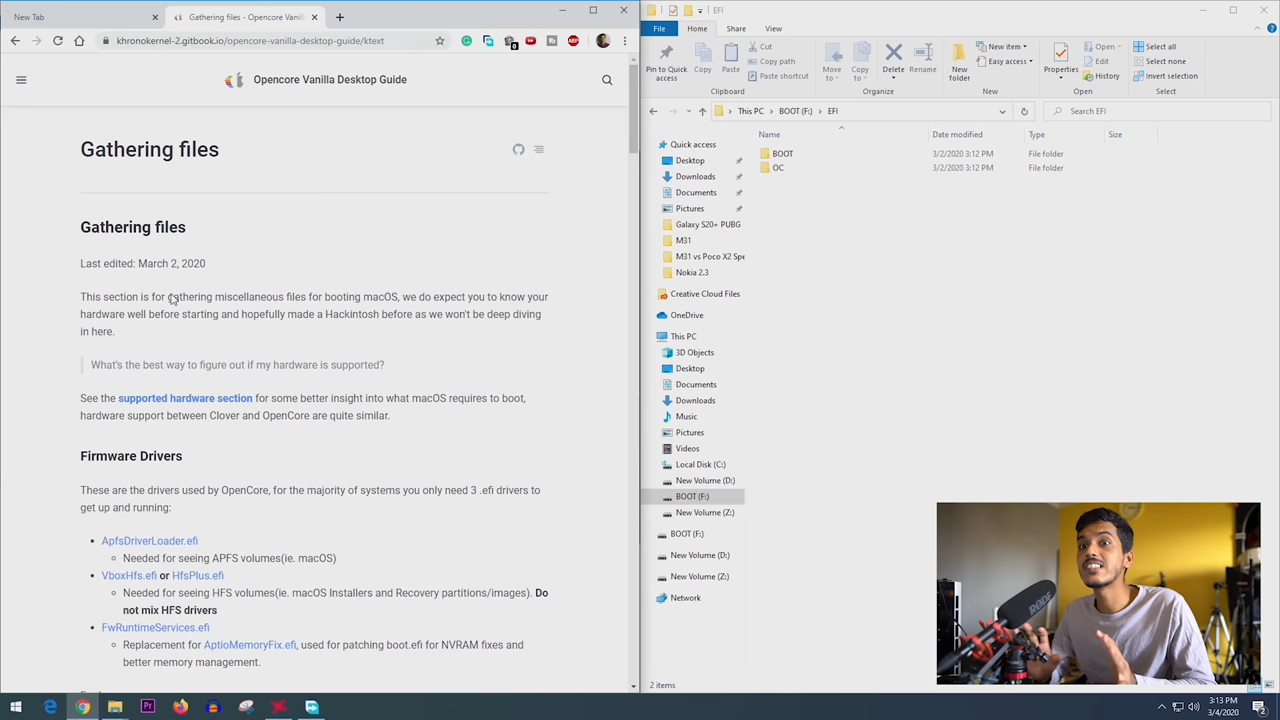 New Tab
Gathering files - Opencore Vanill
khronokernel-2.gitbook.io/opencore-vanilla-desktop-guide/ktext
Opencore Vanilla Desktop Guide
Gathering files
Gathering files
Last edited: March 2, 2020
This section is for gathering miscellaneous files for booting macOS, we do expect you to know your
hardware well before starting and hopefully made a Hackintosh before as we won't be deep diving
in here.
What's the best way to figure out if my hardware is supported?
See the supported hardware section for some better insight into what macOS requires to boot,
hardware support between Clover and OpenCore are quite similar.
Firmware Drivers
These are the drivers used by OpenCore, for the majority of systems you only need 3 .efi drivers to
get up and running:
ApfsDriverLoader.efi
Needed for seeing APFS volumes(ie. macOS)
VboxHfs.efi or HfsPlus.efi
Needed for seeing HFS volumes(ie. macOS Installers and Recovery partitions/images). Do
not mix HFS drivers
FwRuntimeServices.efi
Replacement for AptioMemoryFix.efi, used for patching boot.efi for NVRAM fixes and
better memory management.
EFI
File
Home
Share
View
Pin to Quick
access
Copy
Paste
Cut
Copy path
Paste shortcut
Clipboard
Move
to
Copy
to
Delete
Rename
Organize
New
folder
New item
Easy access
New
Properties
Open
Edit
History
Open
Select all
Select none
Invert selection
Select
This PC
BOOT (F:)
EFI
Search EFI
Name
Date modified
Type
Size
BOOT
3/2/2020 3:12 PM
File folder
OC
3/2/2020 3:12 PM
File folder
Quick access
Desktop
Downloads
Documents
Pictures
Galaxy S20+ PUBG
M31
M31 vs Poco X2 Spe
Nokia 2.3
Creative Cloud Files
OneDrive
This PC
3D Objects
Desktop
Documents
Downloads
Music
Pictures
Videos
Local Disk (C:)
New Volume (D:)
BOOT (F:)
New Volume (Z:)
BOOT (F:)
New Volume (D:)
New Volume (Z:)
Network
2 items
RODE
3:13 PM
3/4/2020